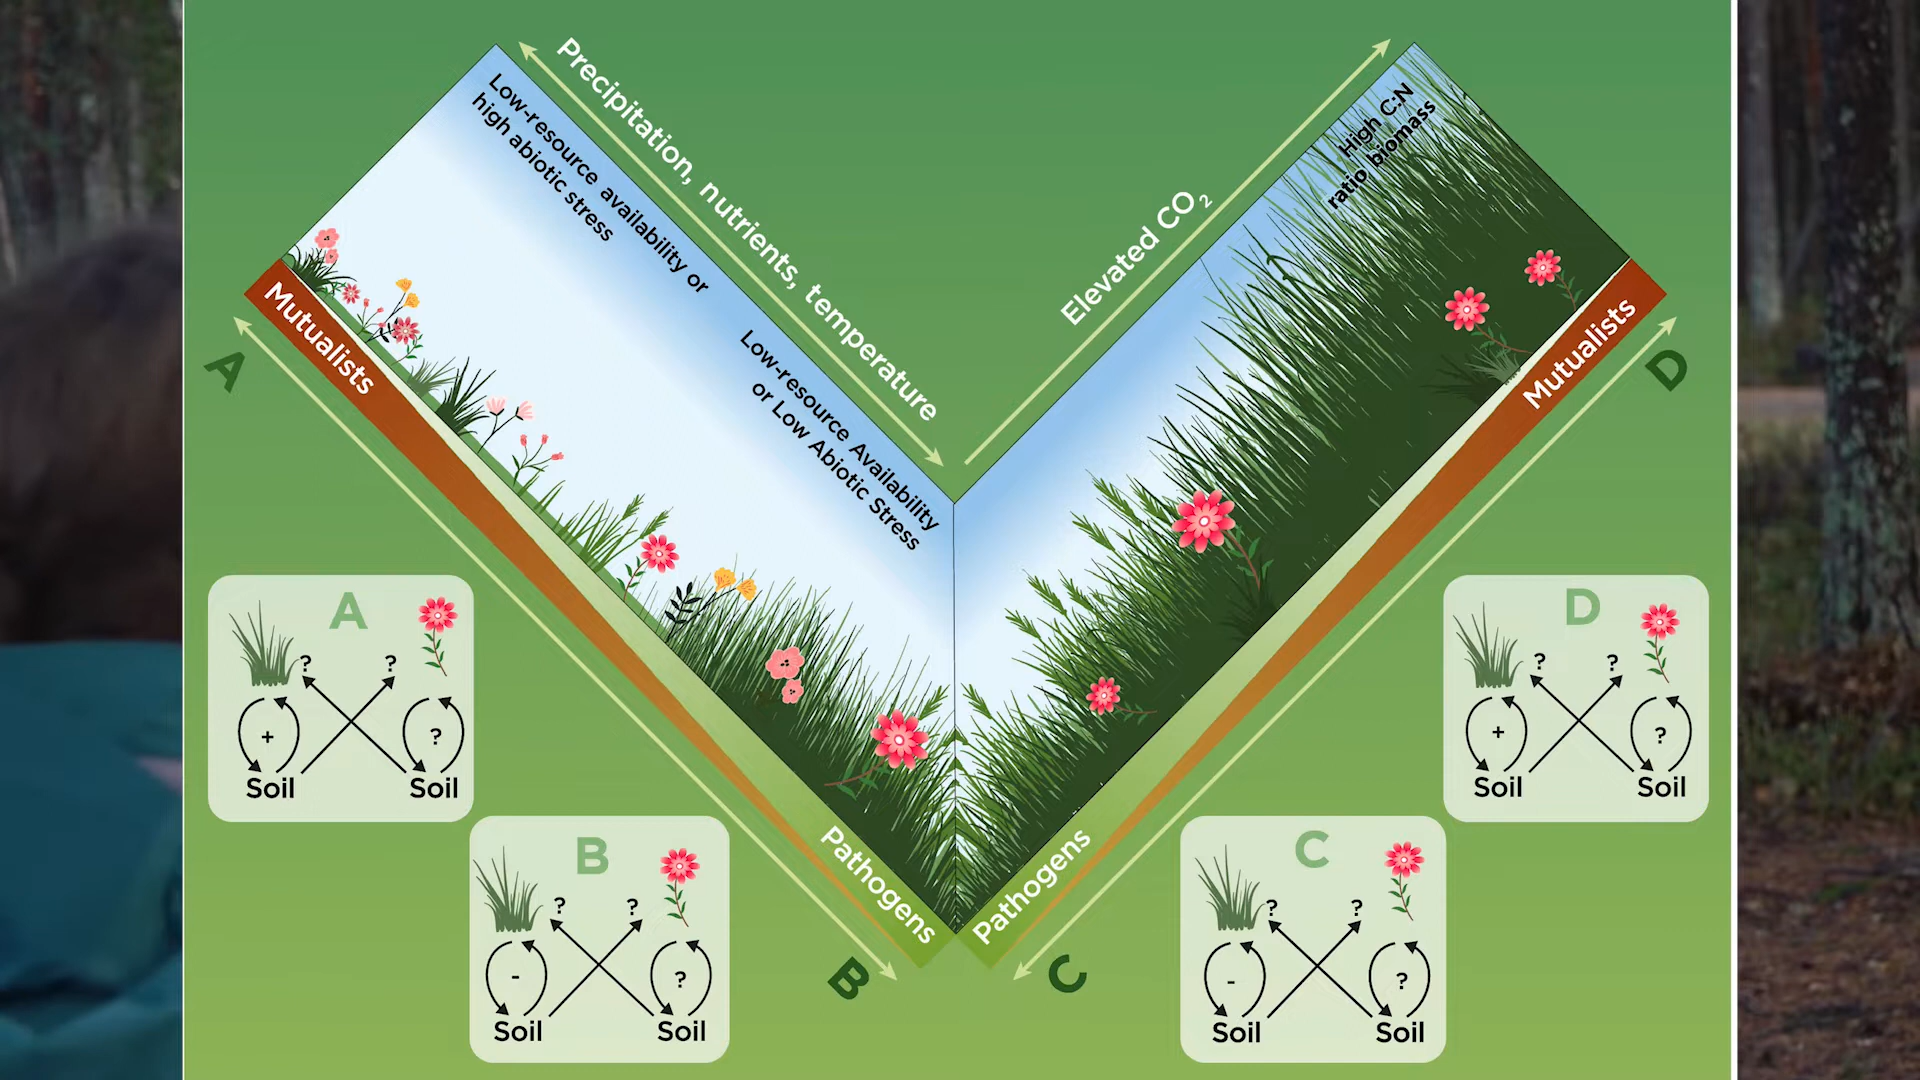 Precipitation, nutrients, temperature
Low-resource availability or
high abiotic stress
Low-resource Availability
or Low Abiotic Stress
Elevated CO₂
High C:N
ratio biomass
Mutualists
Pathogens
Pathogens
Mutualists
A
B
C
D
A
? ?
+ ?
Soil Soil
B
? ?
- ?
Soil Soil
C
? ?
- ?
Soil Soil
D
? ?
+ ?
Soil Soil